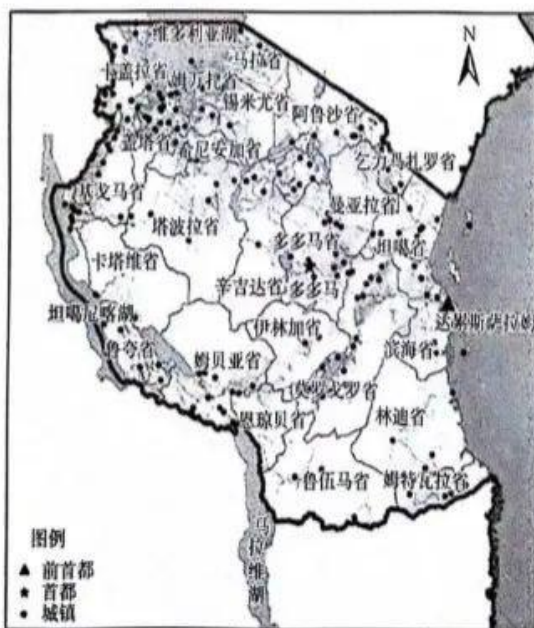 维多利亚湖
N
马拉省
卡盖拉省
姆万扎省
锡米尤省
阿鲁沙省
盖塔省
希尼安加省
乞力马扎罗省
基戈马省
曼亚拉省
塔波拉省
多多马省
坦噶省
卡塔维省
辛吉达省
多多马
坦噶尼喀湖
伊林加省
达累斯萨拉姆
鲁夸省
滨海省
姆贝亚省
莫罗戈罗省
恩琼贝省
林迪省
鲁伍马省
姆特瓦拉省
马拉维湖
图例
前首都
首都
城镇